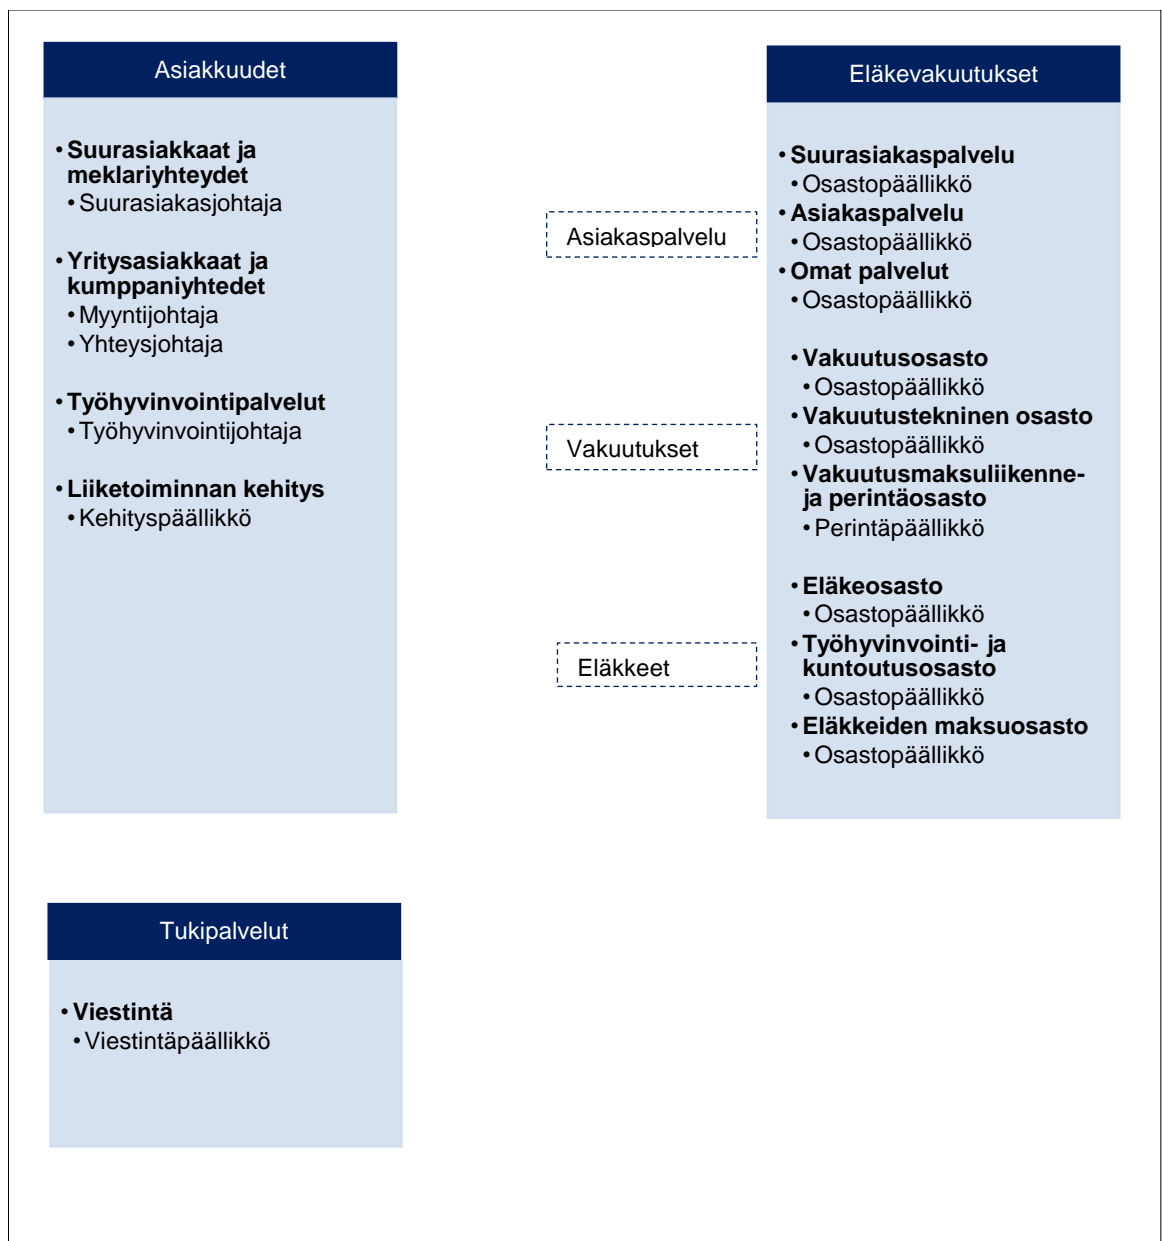 Asiakkuudet
• Suurasiakkaat ja
meklariyhteydet
• Suurasiakasjohtaja
• Yritysasiakkaat ja
kumppaniyhtedet
• Myyntijohtaja
• Yhteysjohtaja
• Työhyvinvointipalvelut
• Työhyvinvointijohtaja
• Liiketoiminnan kehitys
• Kehityspäällikkö
Asiakaspalvelu
Vakuutukset
Eläkkeet
Eläkevakuutukset
• Suurasiakaspalvelu
• Osastopäällikkö
• Asiakaspalvelu
• Osastopäällikkö
• Omat palvelut
• Osastopäällikkö
• Vakuutusosasto
• Osastopäällikkö
• Vakuutustekninen osasto
• Osastopäällikkö
• Vakuutusmaksuliikenne-
ja perintäosasto
• Perintäpäällikkö
• Eläkeosasto
• Osastopäällikkö
• Työhyvinvointi- ja
kuntoutusosasto
• Osastopäällikkö
• Eläkkeiden maksuosasto
• Osastopäällikkö
Tukipalvelut
• Viestintä
• Viestintäpäällikkö